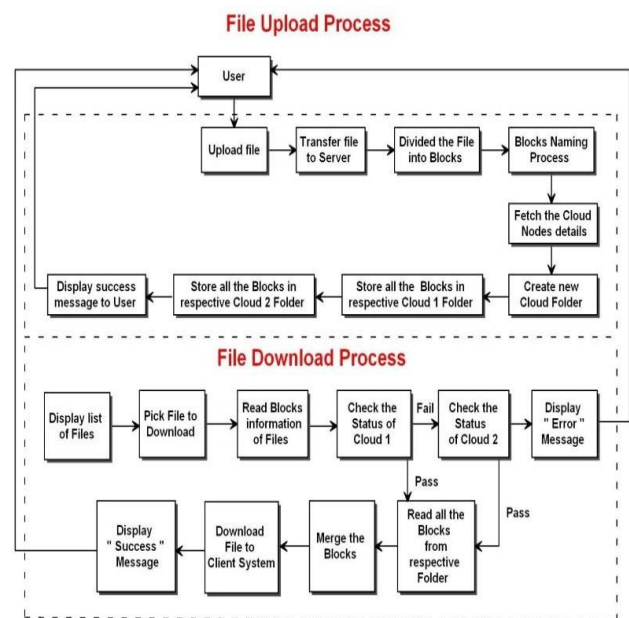 File Upload Process
User
Upload file
Transfer file
to Server
Divided the File
into Blocks
Blocks Naming
Process
Fetch the Cloud
Nodes details
Create new
Cloud Folder
Store all the Blocks in
respective Cloud 1 Folder
Store all the Blocks in
respective Cloud 2 Folder
Display success
message to User
File Download Process
Display list
of Files
Pick File to
Download
Read Blocks
information
of Files
Check the
Status of
Cloud 1
Fail
Check the
Status
of Cloud 2
Display
" Error "
Message
Pass
Pass
Read all the
Blocks
from
respective
Folder
Merge the
Blocks
Download
File to
Client System
Display
" Success "
Message